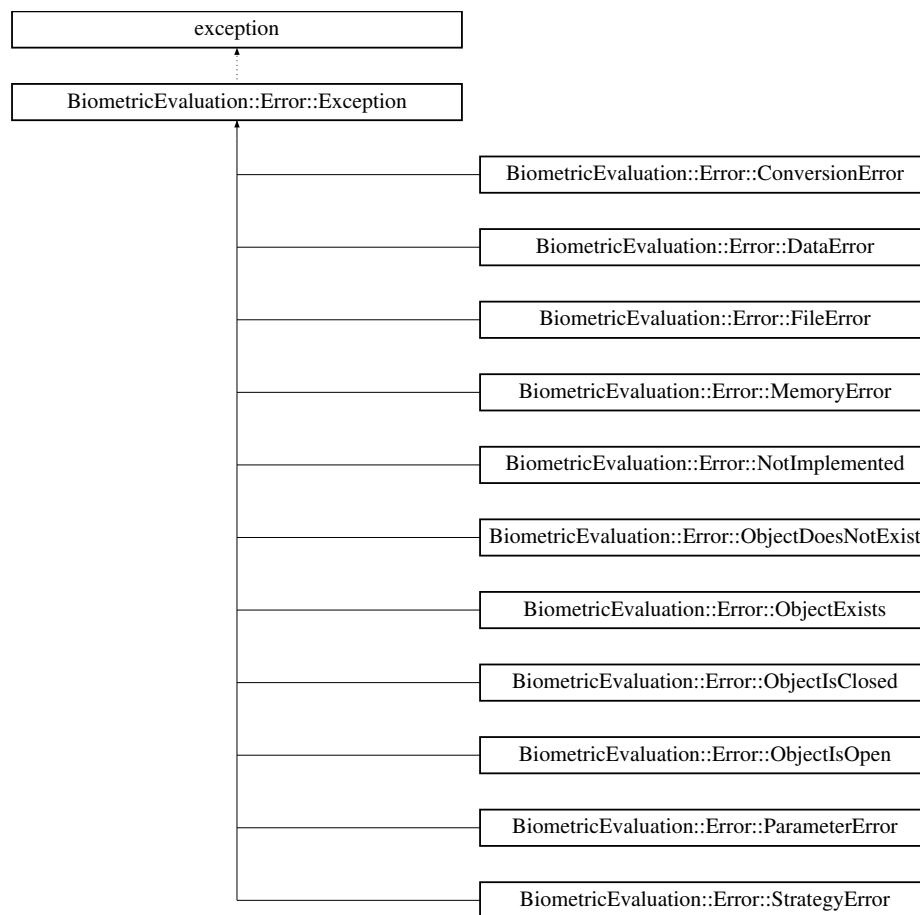 exception
BiometricEvaluation::Error::Exception
BiometricEvaluation::Error::ConversionError
BiometricEvaluation::Error::DataError
BiometricEvaluation::Error::FileError
BiometricEvaluation::Error::MemoryError
BiometricEvaluation::Error::NotImplemented
BiometricEvaluation::Error::ObjectDoesNotExist
BiometricEvaluation::Error::ObjectExists
BiometricEvaluation::Error::ObjectIsClosed
BiometricEvaluation::Error::ObjectIsOpen
BiometricEvaluation::Error::ParameterError
BiometricEvaluation::Error::StrategyError